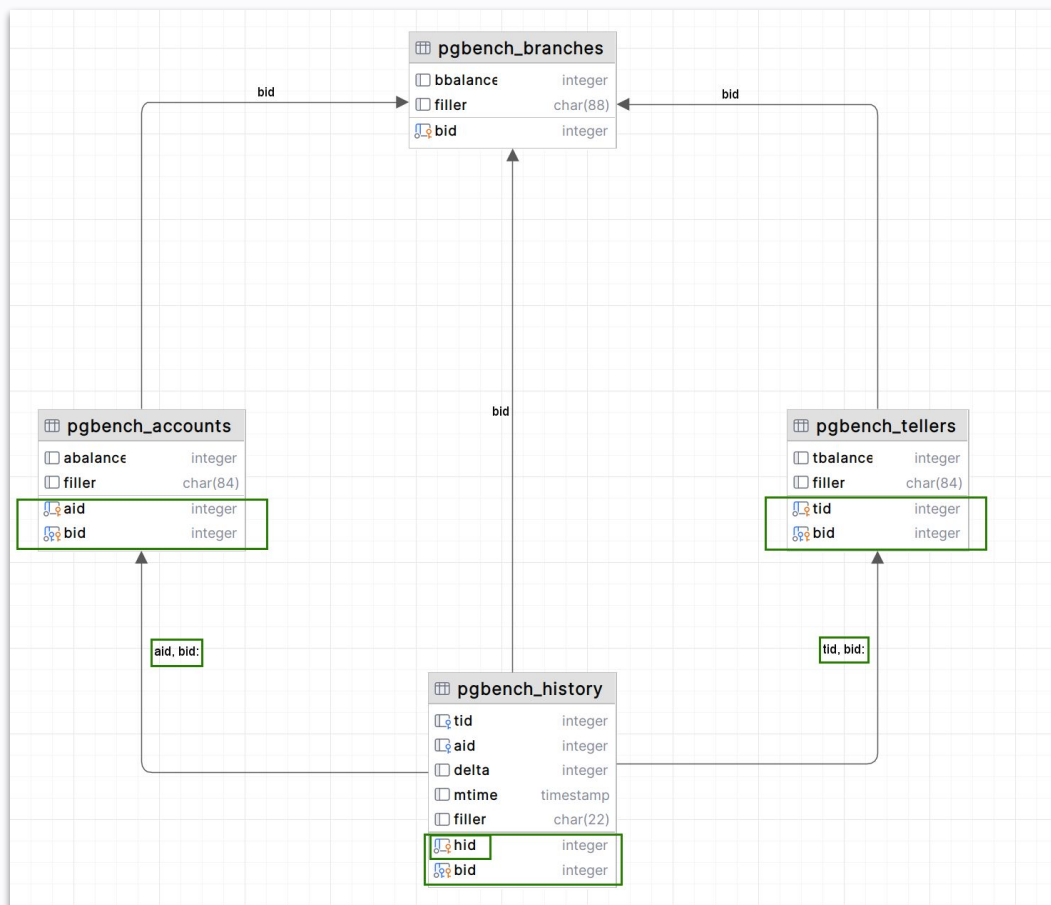 pgbench_branches
bbalance integer
filler char(88)
bid integer
bid
bid
bid
pgbench_accounts
abalance integer
filler char(84)
aid integer
bid integer
pgbench_tellers
tbalance integer
filler char(84)
tid integer
bid integer
aid, bid:
tid, bid:
pgbench_history
tid integer
aid integer
delta integer
mtime timestamp
filler char(22)
hid integer
bid integer